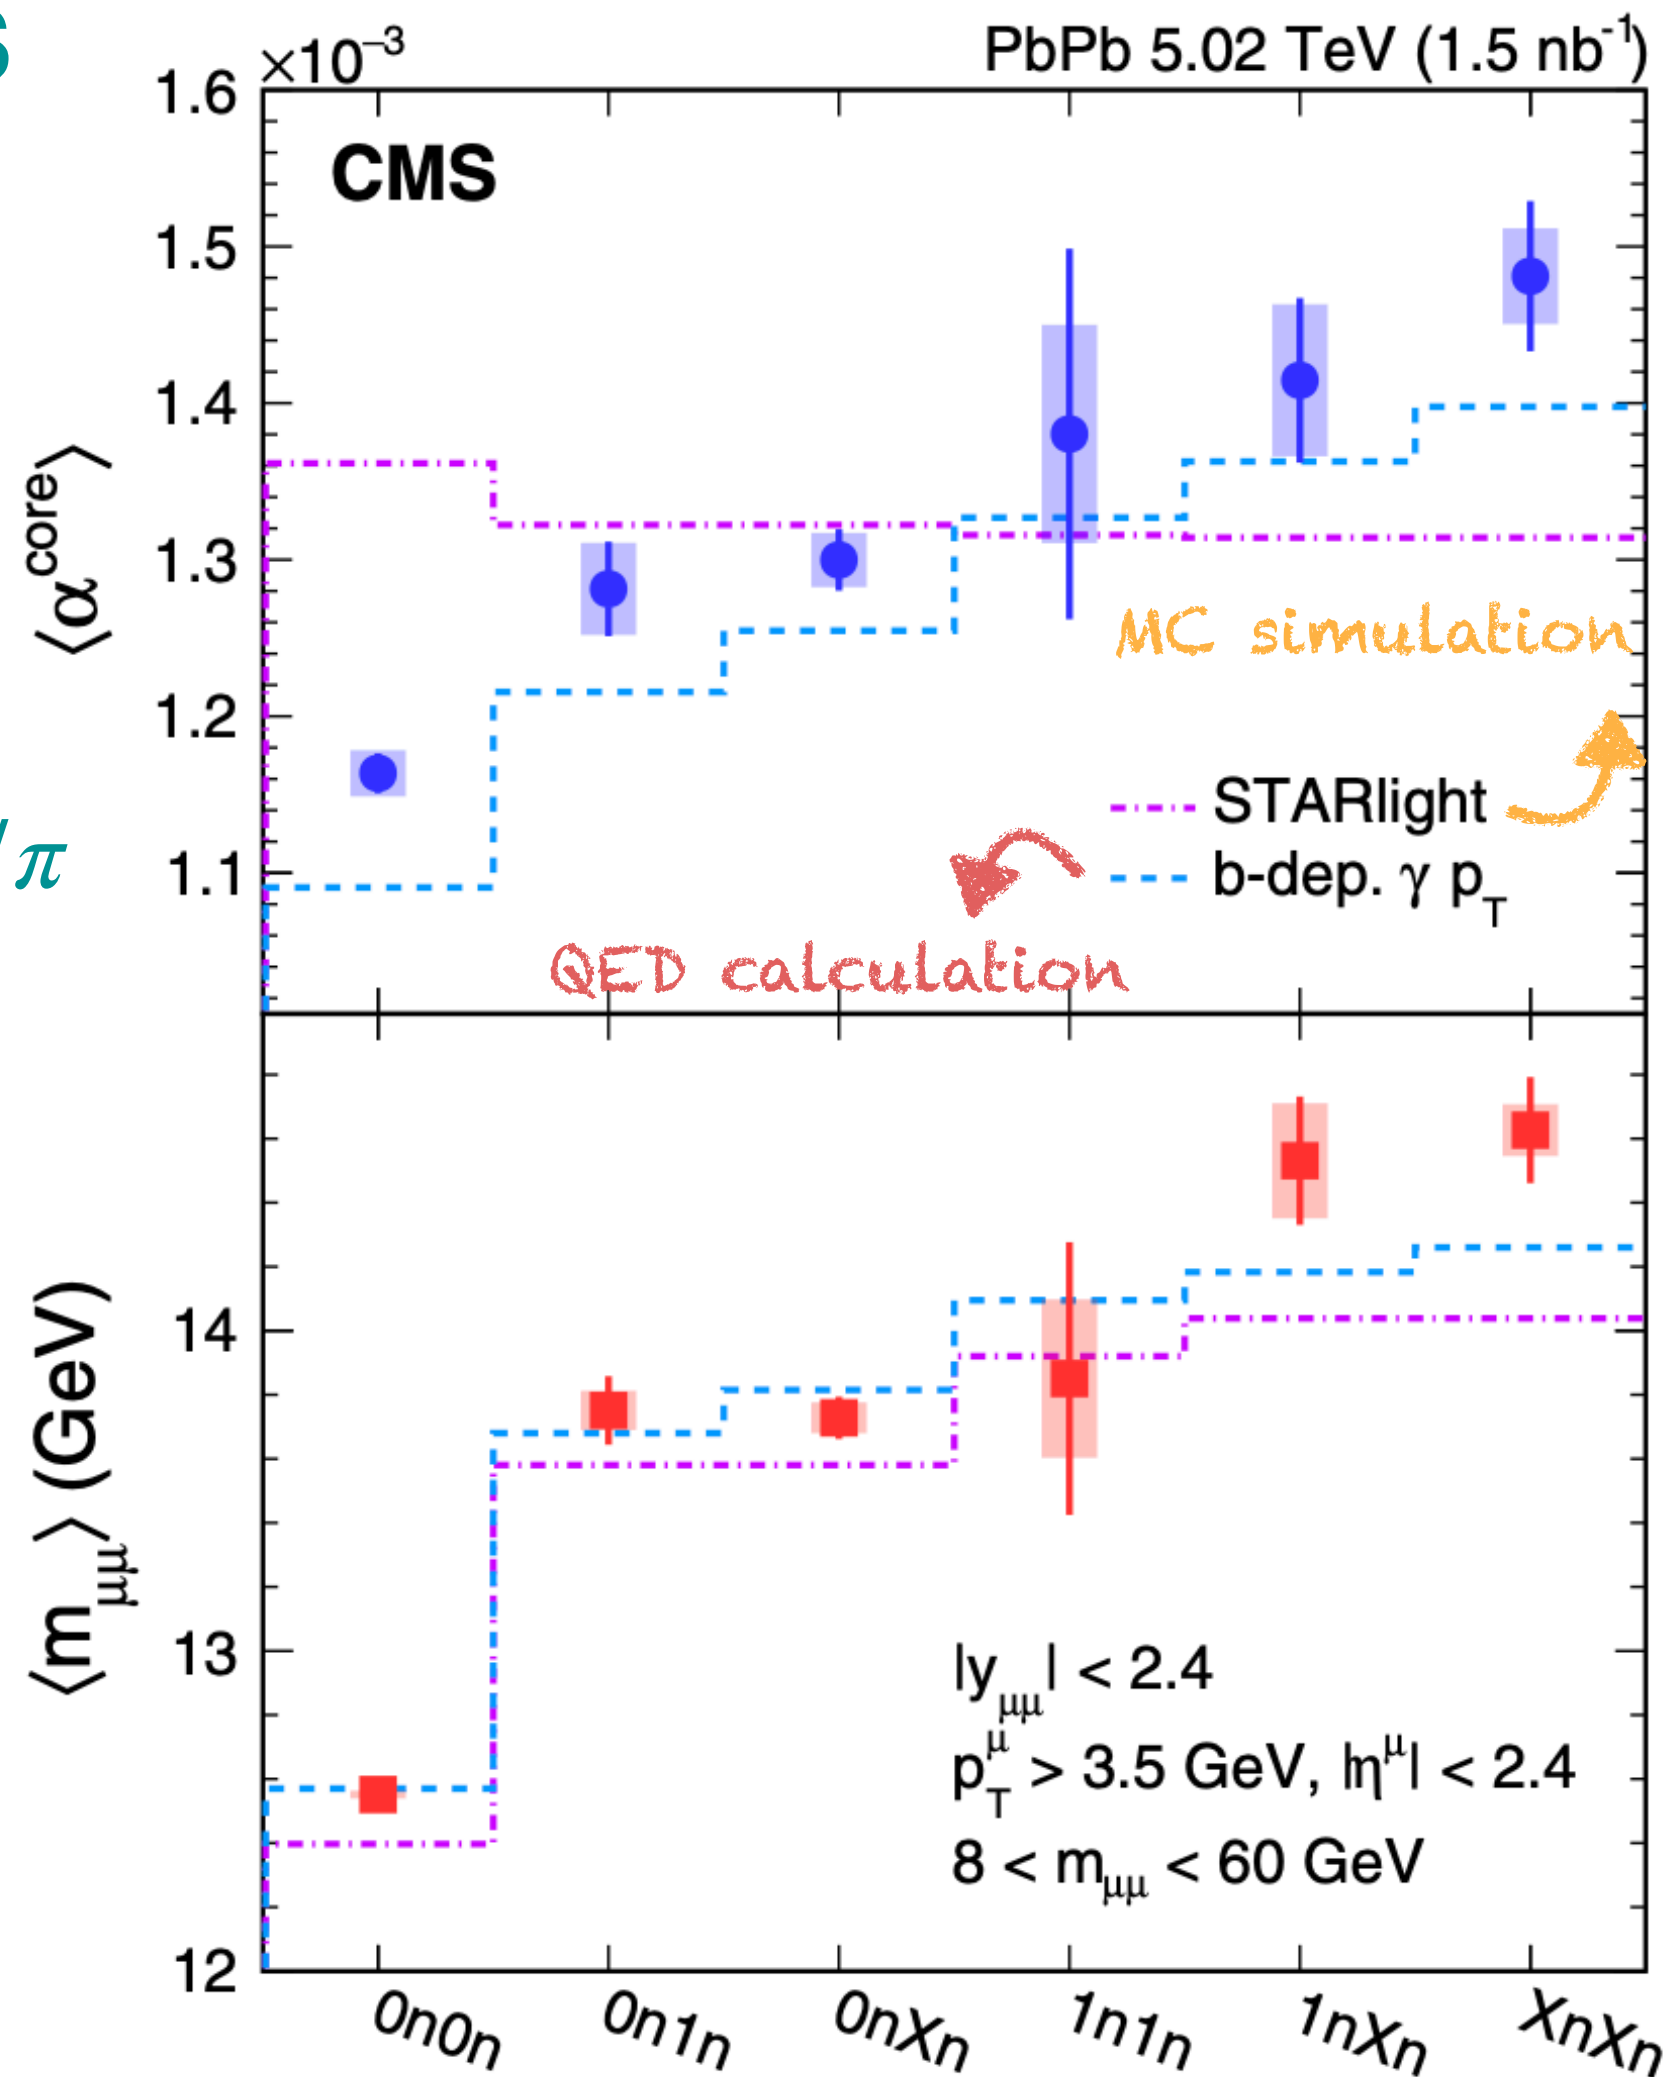 S
×10⁻³ PbPb 5.02 TeV (1.5 nb⁻¹)
CMS
1.6
1.5
1.4
1.3
1.2
1.1
⟨α^core⟩
/π
MC simulation
STARlight
b-dep. γ p_T
QED calculation
14
13
12
⟨m_μμ⟩ (GeV)
|y_μμ| < 2.4
p_T^μ > 3.5 GeV, |η^μ| < 2.4
8 < m_μμ < 60 GeV
0n0n 0n1n 0nXn 1n1n 1nXn XnXn